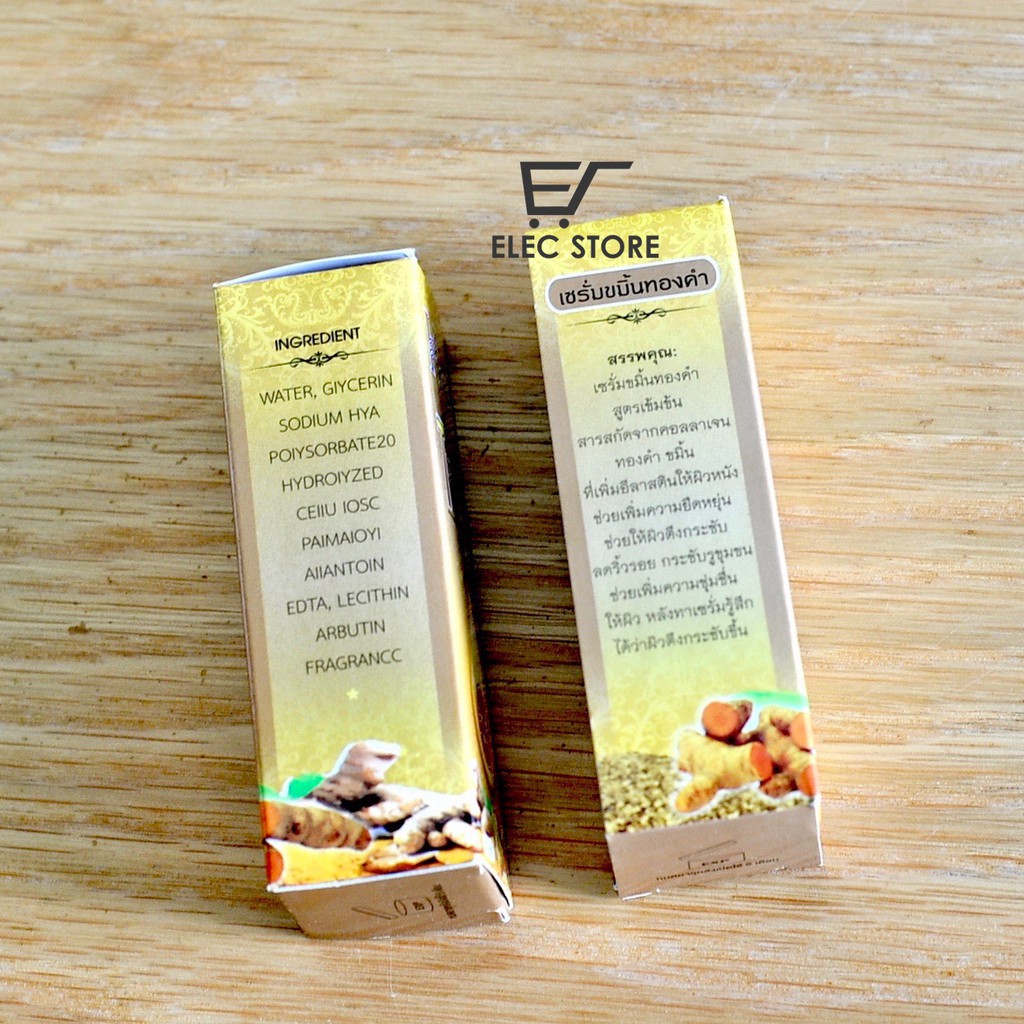 ELEC STORE
INGREDIENT
WATER, GIYCERIN
SODIUM HYA
POIYSORBATE20
HYDROIYZED
CEIIU IOSC
PAIMAIOYI
AIIANTOIN
EDTA, LECITHIN
ARBUTIN
FRAGRANCC
เซรั่มขมิ้นทองคำ
สรรพคุณ:
เซรั่มขมิ้นทองคำ
สูตรเข้มข้น
สารสกัดจากคอลลาเจน
ทองคำ ขมิ้น
ที่เพิ่มอีลาสตินให้ผิวหนัง
ช่วยเพิ่มความยืดหยุ่น
ช่วยให้ผิวตึงกระชับ
ลดริ้วรอย กระชับรูขุมขน
ช่วยเพิ่มความชุ่มชื่น
ให้ผิว หลังทาเซรั่มรู้สึก
ได้ว่าผิวตึงกระชับขึ้น